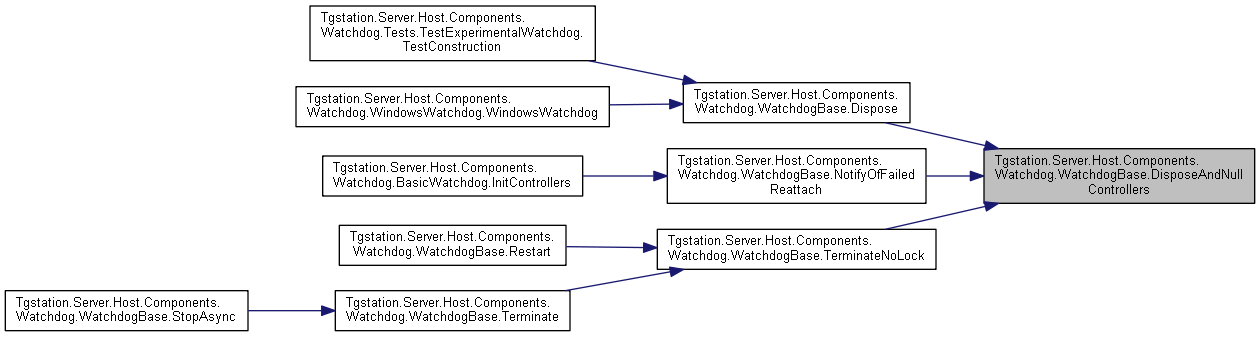 Tgstation.Server.Host.Components.
Watchdog.Tests.TestExperimentalWatchdog.
TestConstruction
Tgstation.Server.Host.Components.
Watchdog.WatchdogBase.Dispose
Tgstation.Server.Host.Components.
Watchdog.WindowsWatchdog.WindowsWatchdog
Tgstation.Server.Host.Components.
Watchdog.WatchdogBase.NotifyOfFailed
Reattach
Tgstation.Server.Host.Components.
Watchdog.WatchdogBase.DisposeAndNull
Controllers
Tgstation.Server.Host.Components.
Watchdog.BasicWatchdog.InitControllers
Tgstation.Server.Host.Components.
Watchdog.WatchdogBase.Restart
Tgstation.Server.Host.Components.
Watchdog.WatchdogBase.TerminateNoLock
Tgstation.Server.Host.Components.
Watchdog.WatchdogBase.StopAsync
Tgstation.Server.Host.Components.
Watchdog.WatchdogBase.Terminate